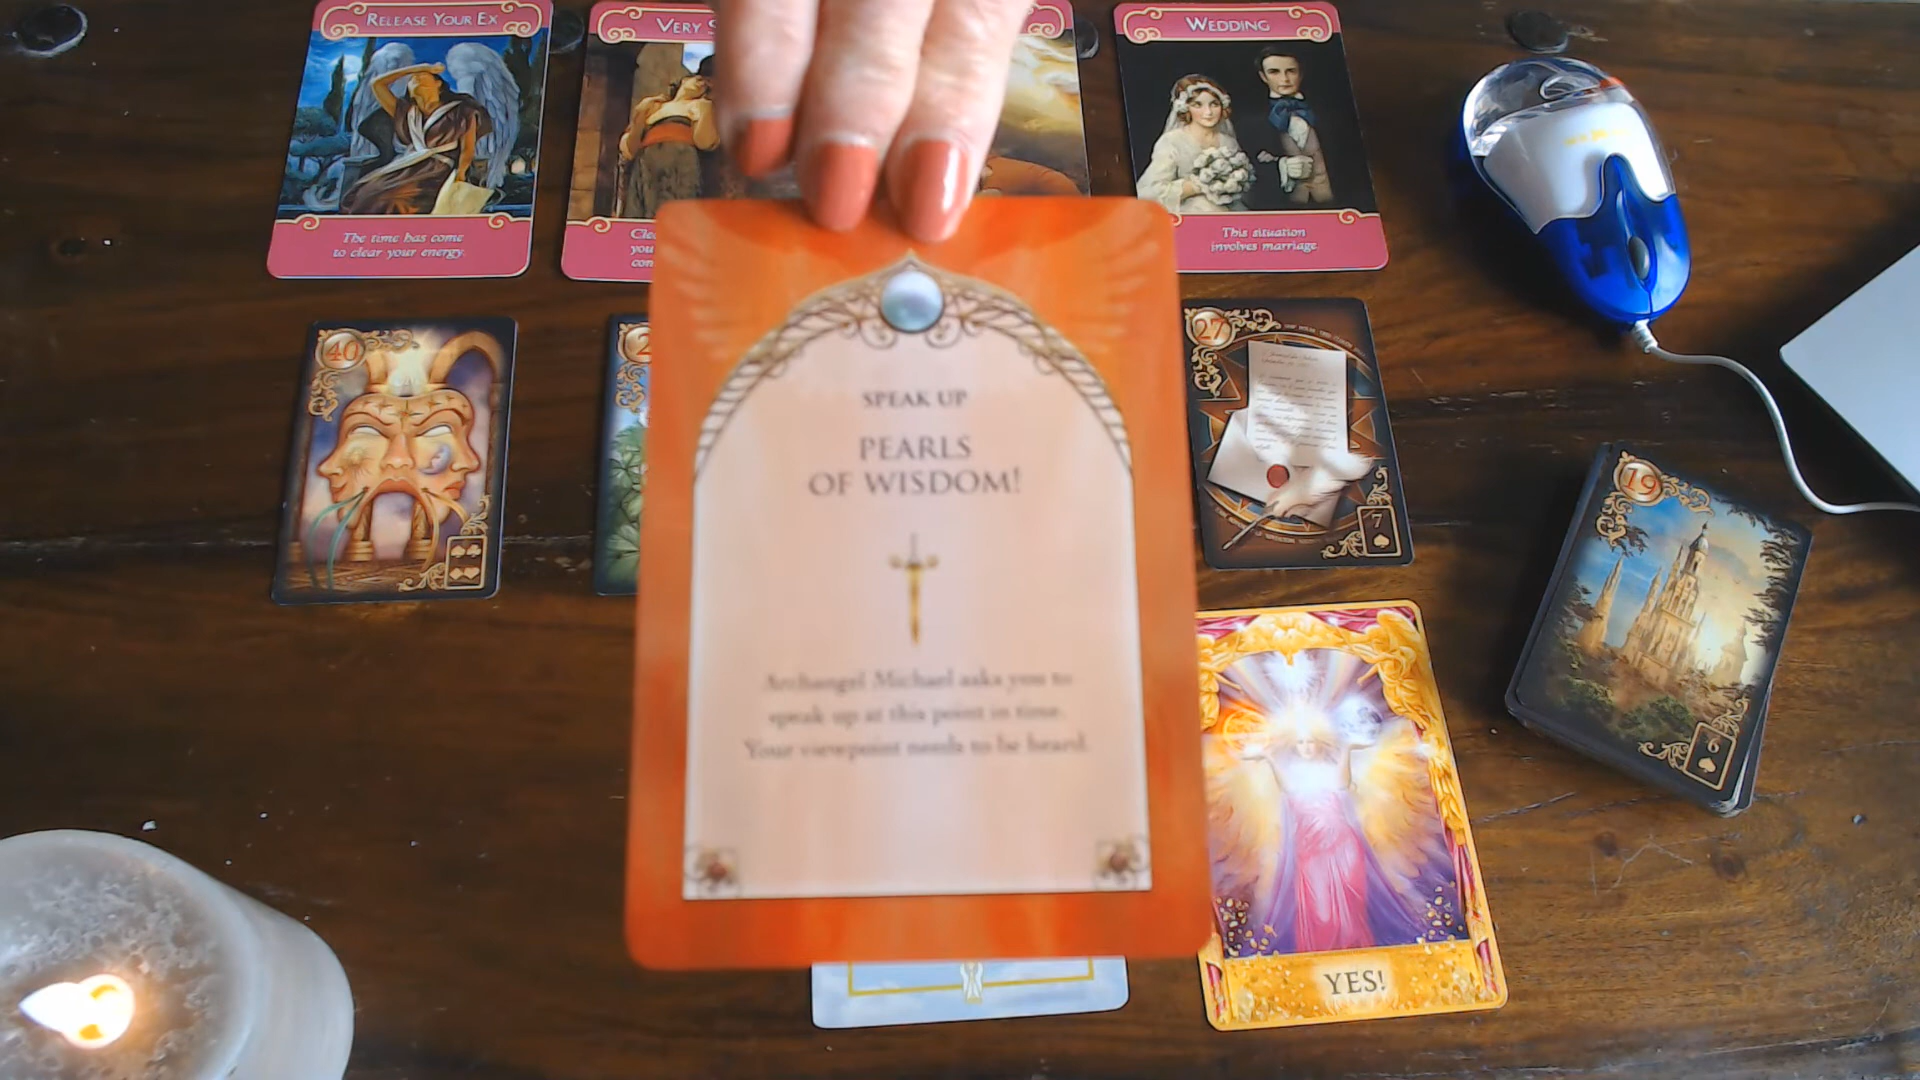 RELEASE YOUR EX
VERY
WEDDING
The time has come
to clear your energy.
This situation
involves marriage
40
2
27
19
7
6
SPEAK UP
PEARLS
OF WISDOM!
Archangel Michael asks you to
speak up at this point in time.
Your viewpoint needs to be heard.
YES!